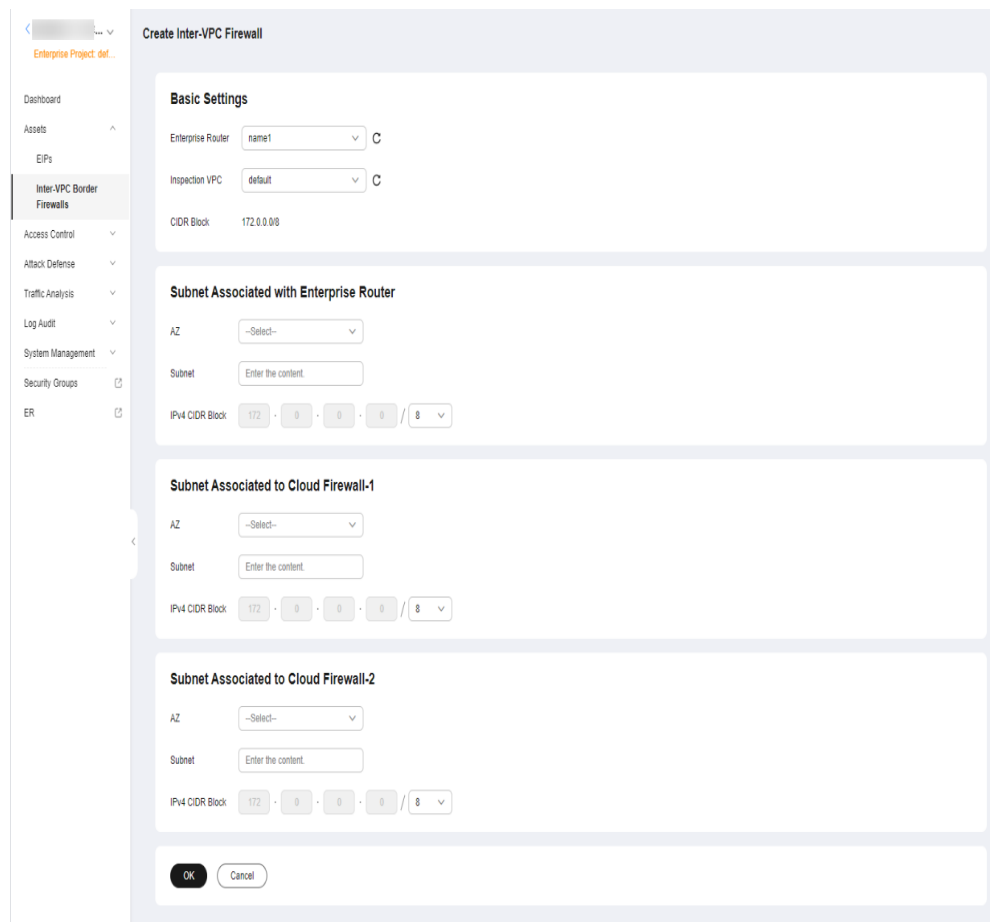 Enterprise Project: def...
Dashboard
Assets
EIPs
Inter-VPC Border
Firewalls
Access Control
Attack Defense
Traffic Analysis
Log Audit
System Management
Security Groups
ER
Create Inter-VPC Firewall
Basic Settings
Enterprise Router name1
Inspection VPC default
CIDR Block 172.0.0.0/8
Subnet Associated with Enterprise Router
AZ --Select--
Subnet Enter the content.
IPv4 CIDR Block 172 . 0 . 0 . 0 / 8
Subnet Associated to Cloud Firewall-1
AZ --Select--
Subnet Enter the content.
IPv4 CIDR Block 172 . 0 . 0 . 0 / 8
Subnet Associated to Cloud Firewall-2
AZ --Select--
Subnet Enter the content.
IPv4 CIDR Block 172 . 0 . 0 . 0 / 8
OK Cancel